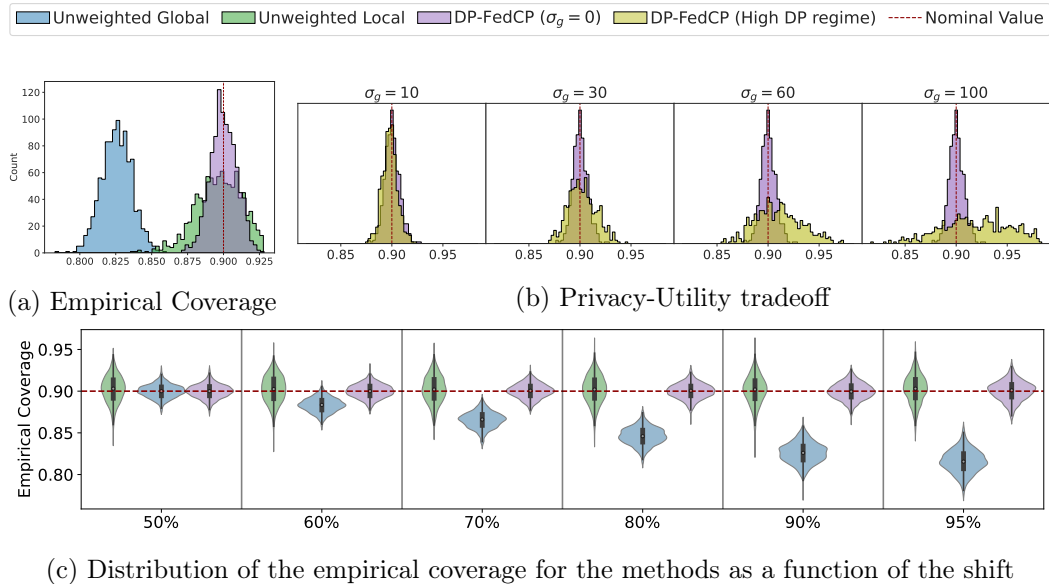 Unweighted Global Unweighted Local DP-FedCP (σg = 0) DP-FedCP (High DP regime) Nominal Value
σg = 10 σg = 30 σg = 60 σg = 100
Count
120
100
80
60
40
20
0
0.800 0.825 0.850 0.875 0.900 0.925
0.85 0.90 0.95 0.85 0.90 0.95 0.85 0.90 0.95 0.85 0.90 0.95
(a) Empirical Coverage
(b) Privacy-Utility tradeoff
Empirical Coverage
0.95
0.90
0.85
0.80
50% 60% 70% 80% 90% 95%
(c) Distribution of the empirical coverage for the methods as a function of the shift